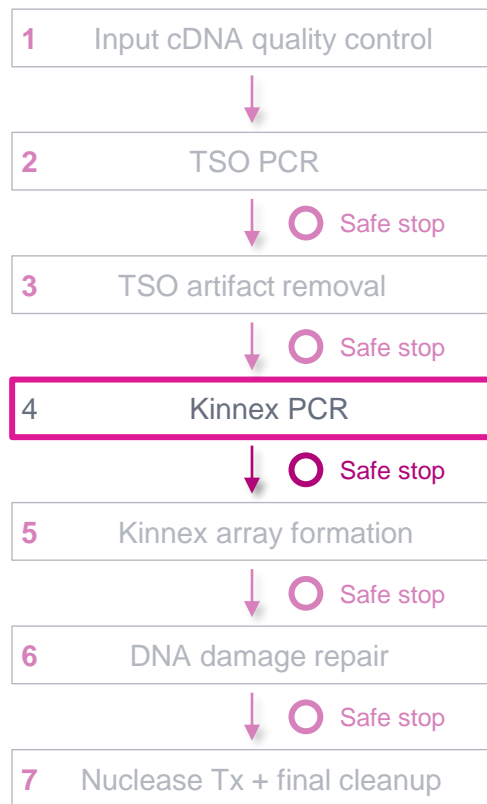 1 Input cDNA quality control
2 TSO PCR
Safe stop
3 TSO artifact removal
Safe stop
4 Kinnex PCR
Safe stop
5 Kinnex array formation
Safe stop
6 DNA damage repair
Safe stop
7 Nuclease Tx + final cleanup